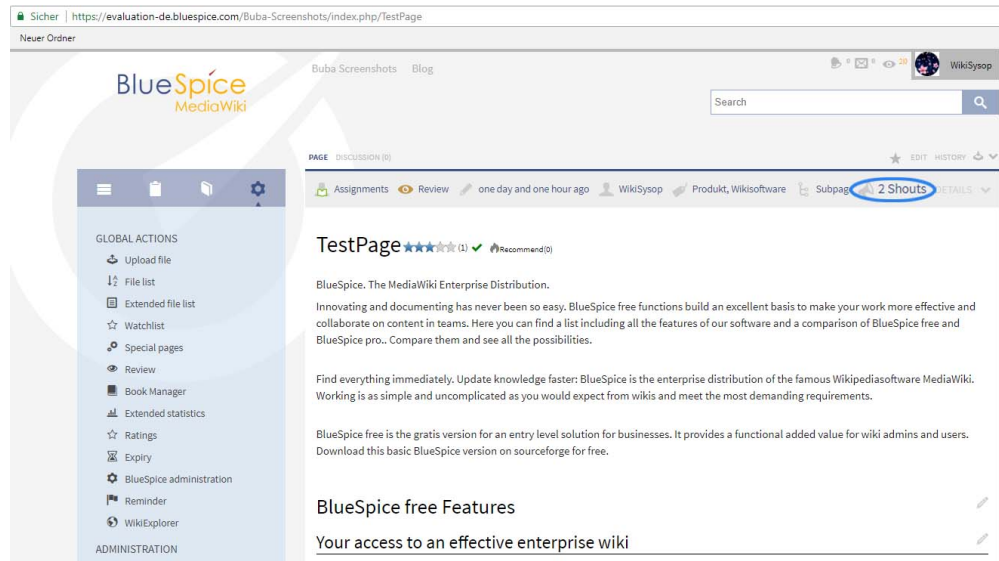 Sicher | https://evaluation-de.bluespice.com/Buba-Screenshots/index.php/TestPage
Neuer Ordner
BlueSpice
MediaWiki
Buba Screenshots Blog
0 0 20 WikiSysop
Search
PAGE DISCUSSION (0)
EDIT HISTORY
Assignments Review one day and one hour ago WikiSysop Produkt, Wikisoftware Subpag 2 Shouts DETAILS
GLOBAL ACTIONS
Upload file
File list
Extended file list
Watchlist
Special pages
Review
Book Manager
Extended statistics
Ratings
Expiry
BlueSpice administration
Reminder
WikiExplorer
ADMINISTRATION
TestPage (1) Recommend(0)
BlueSpice. The MediaWiki Enterprise Distribution.
Innovating and documenting has never been so easy. BlueSpice free functions build an excellent basis to make your work more effective and
collaborate on content in teams. Here you can find a list including all the features of our software and a comparison of BlueSpice free and
BlueSpice pro.. Compare them and see all the possibilities.
Find everything immediately. Update knowledge faster: BlueSpice is the enterprise distribution of the famous Wikipediasoftware MediaWiki.
Working is as simple and uncomplicated as you would expect from wikis and meet the most demanding requirements.
BlueSpice free is the gratis version for an entry level solution for businesses. It provides a functional added value for wiki admins and users.
Download this basic BlueSpice version on sourceforge for free.
BlueSpice free Features
Your access to an effective enterprise wiki